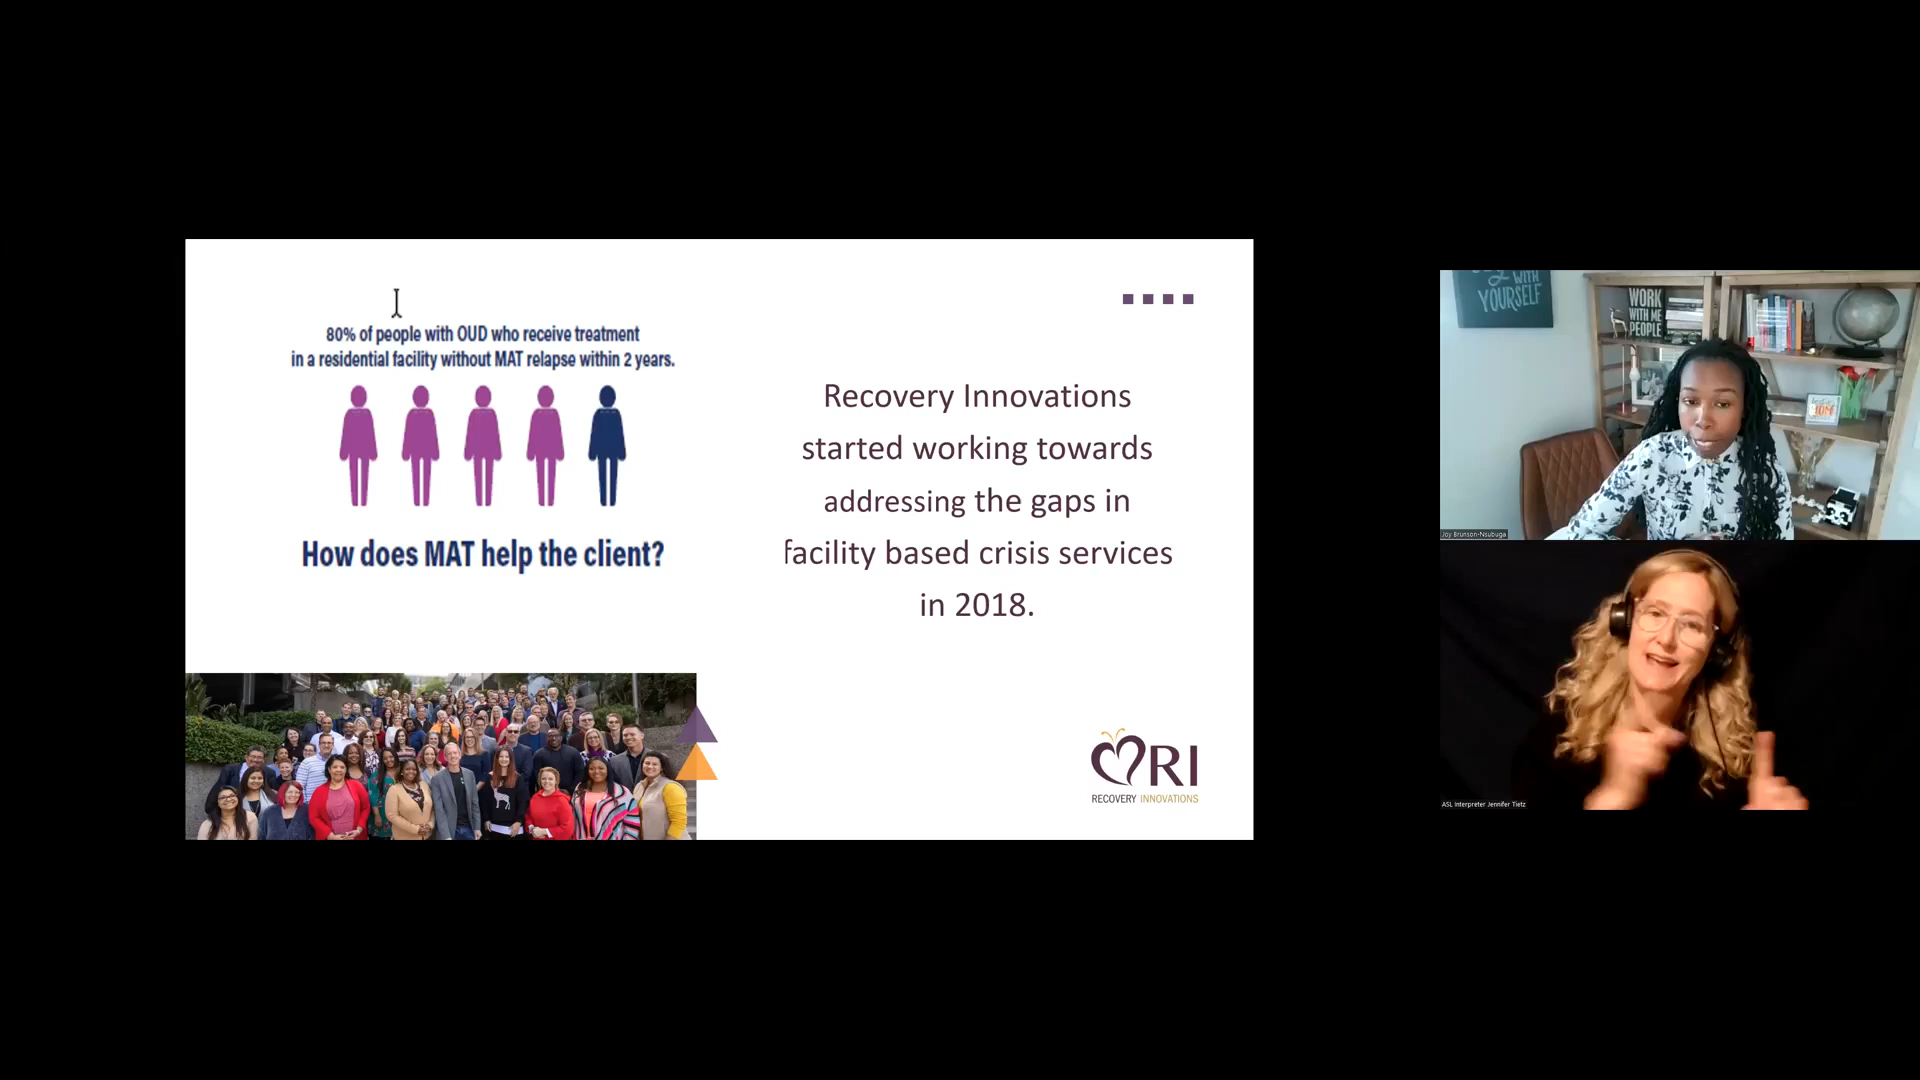 80% of people with OUD who receive treatment
in a residential facility without MAT relapse within 2 years.
How does MAT help the client?
Recovery Innovations
started working towards
addressing the gaps in
facility based crisis services
in 2018.
RI
RECOVERY INNOVATIONS
WITH
YOURSELF
WORK
WITH ME
PEOPLE
Joy Brunson-Nsubuga
ASL Interpreter Jennifer Tietz